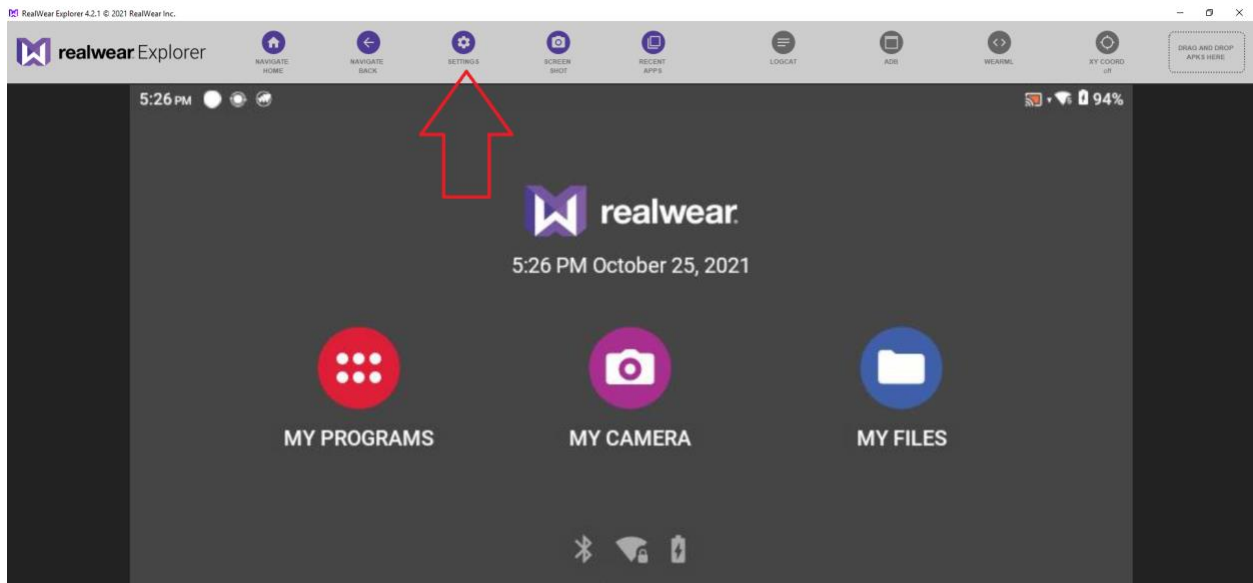 RealWear Explorer 4.2.1 © 2021 RealWear Inc.
realwear Explorer
NAVIGATE
HOME
NAVIGATE
BACK
SETTINGS
SCREEN
SHOT
RECENT
APPS
LOGCAT
ADB
WEARML
XY COORD
off
DRAG AND DROP
APKS HERE
5:26 PM
94%
realwear.
5:26 PM October 25, 2021
MY PROGRAMS
MY CAMERA
MY FILES